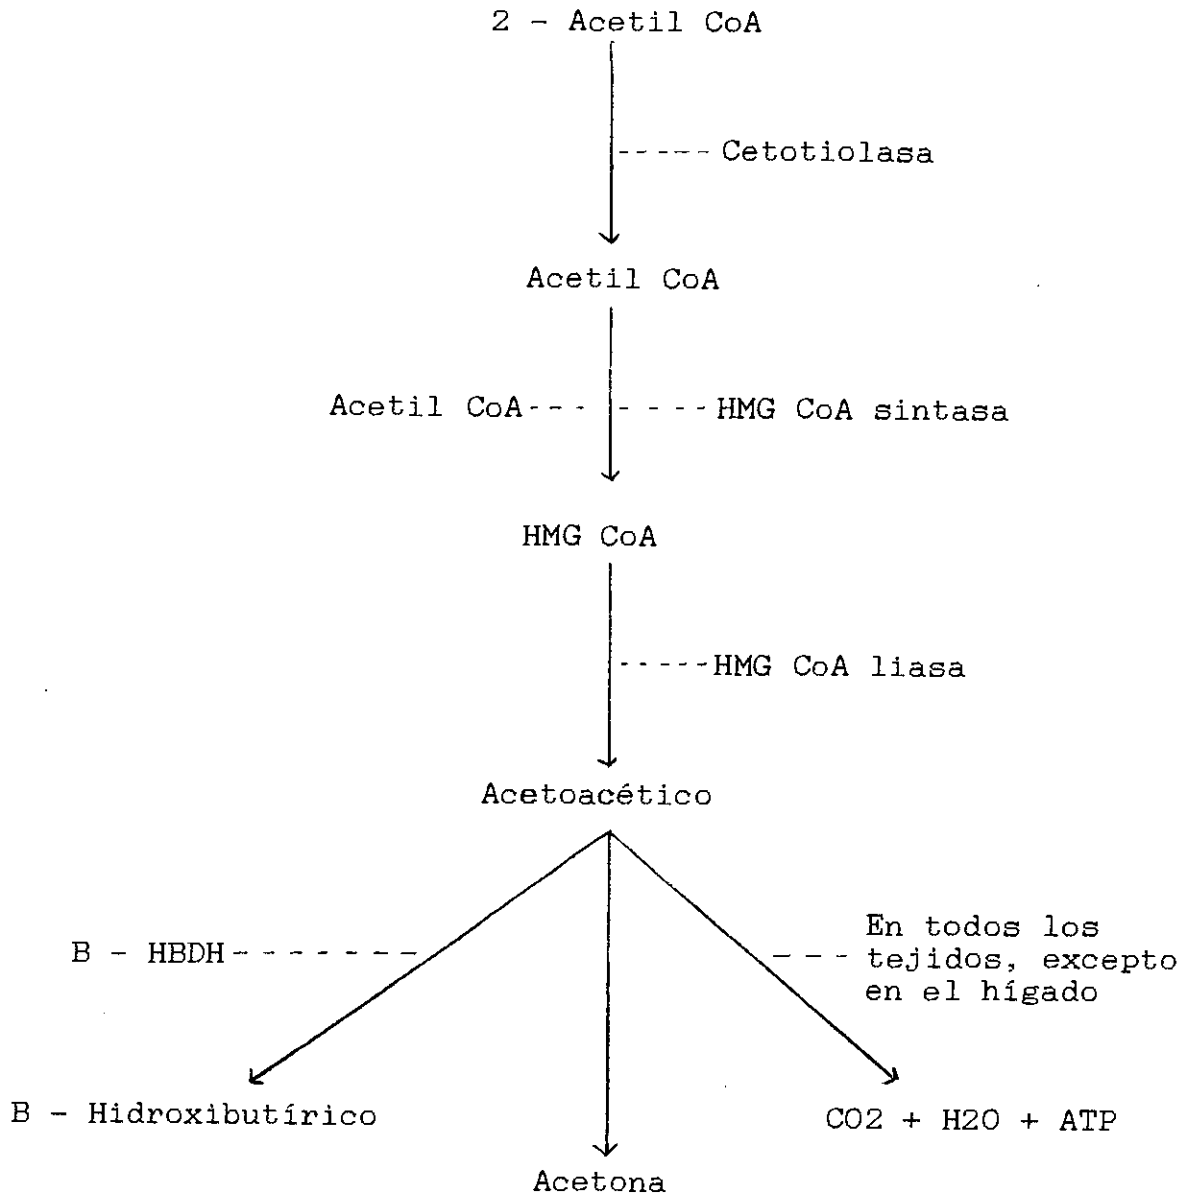 2 - Acetil CoA
Cetotiolasa
Acetil CoA
Acetil CoA
HMG CoA sintasa
HMG CoA
HMG CoA liasa
Acetoacético
B - HBDH
En todos los
tejidos, excepto
en el hígado
B - Hidroxibutírico
CO2 + H2O + ATP
Acetona